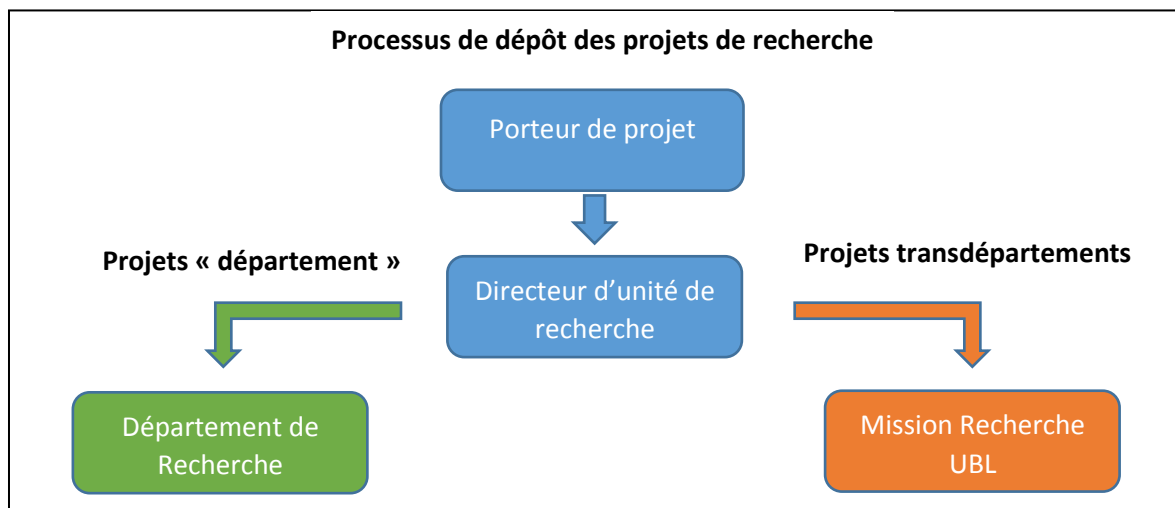 Processus de dépôt des projets de recherche
Porteur de projet
Projets « département »
Directeur d’unité de
recherche
Projets transdépartements
Département de
Recherche
Mission Recherche
UBL